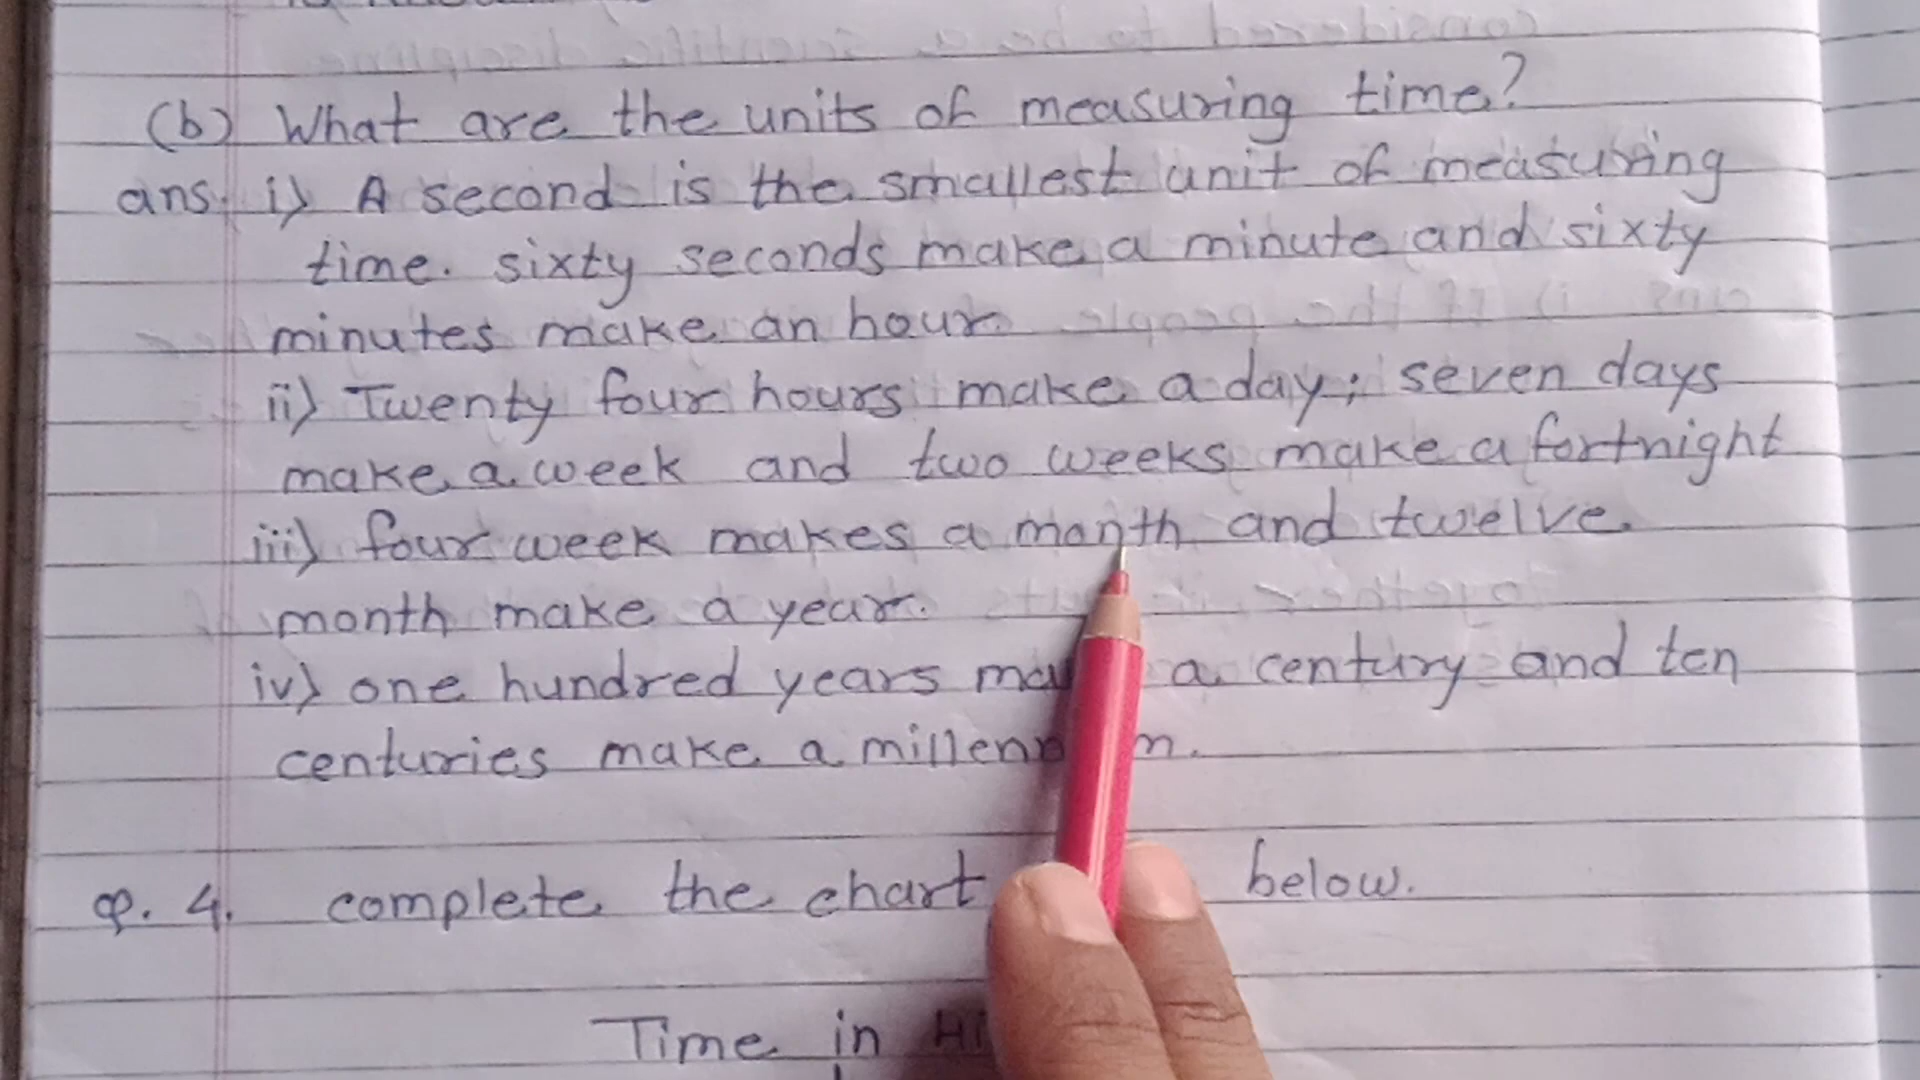 (b) What are the units of measuring time?
ans. i) A second is the smallest unit of measuring
time. sixty seconds make a minute and sixty
minutes make an hour
ii) Twenty four hours make a day; seven days
make a week and two weeks make a fortnight
iii) four week makes a month and twelve
month make a year.
iv) one hundred years a century and ten
centuries make a
Q. 4. complete the chart below.
Time in